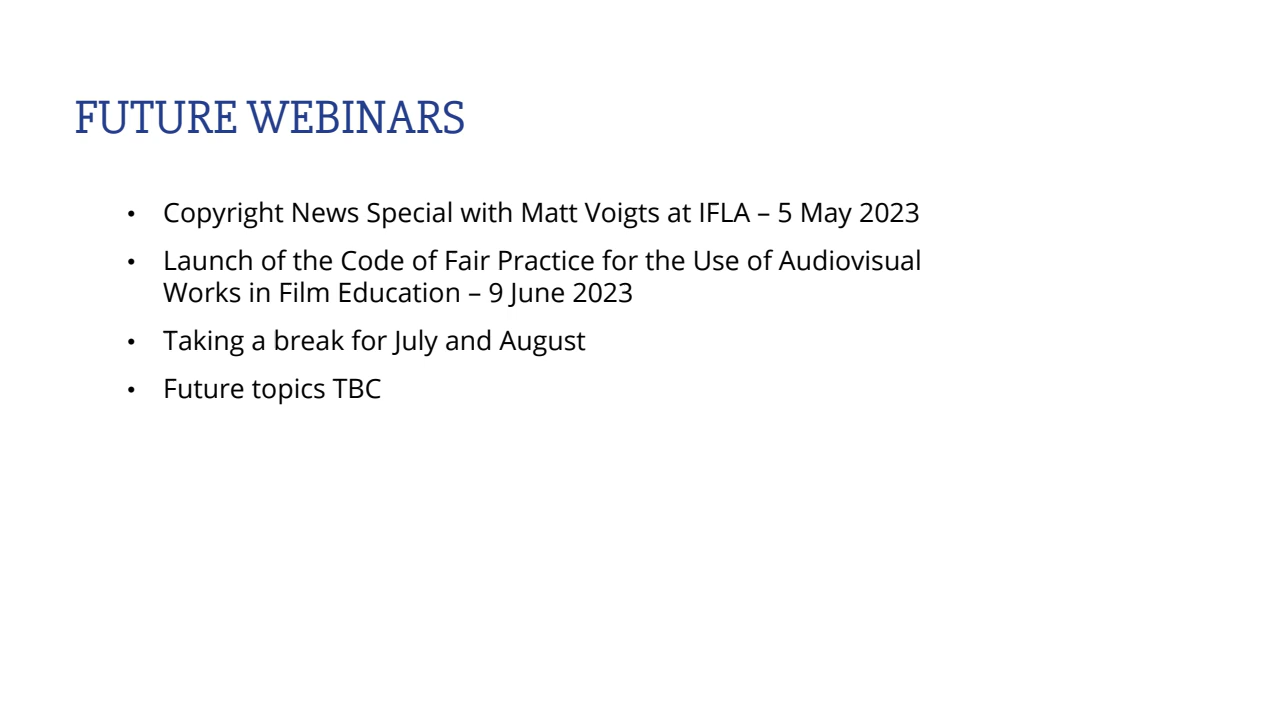 FUTURE WEBINARS
• Copyright News Special with Matt Voigts at IFLA – 5 May 2023
• Launch of the Code of Fair Practice for the Use of Audiovisual
Works in Film Education – 9 June 2023
• Taking a break for July and August
• Future topics TBC